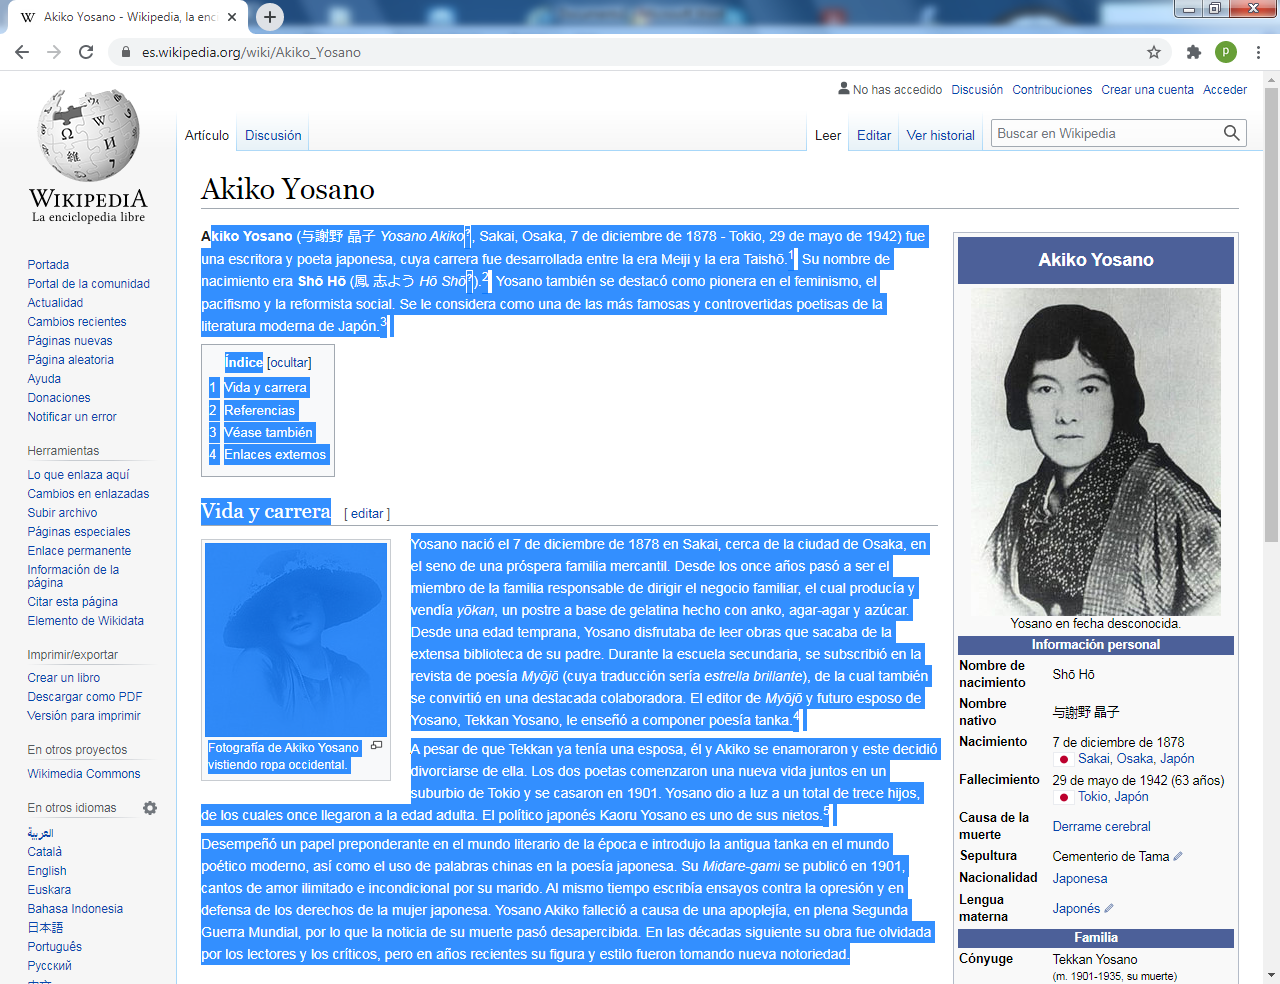 Akiko Yosano - Wikipedia, la enc
es.wikipedia.org/wiki/Akiko_Yosano
p
WIKIPEDIA
La enciclopedia libre
No has accedido Discusión Contribuciones Crear una cuenta Acceder
Artículo Discusión
Leer Editar Ver historial Buscar en Wikipedia
Portada
Portal de la comunidad
Actualidad
Cambios recientes
Páginas nuevas
Página aleatoria
Ayuda
Donaciones
Notificar un error
Herramientas
Lo que enlaza aquí
Cambios en enlazadas
Subir archivo
Páginas especiales
Enlace permanente
Información de la
página
Citar esta página
Elemento de Wikidata
Imprimir/exportar
Crear un libro
Descargar como PDF
Versión para imprimir
En otros proyectos
Wikimedia Commons
En otros idiomas
العربية
Català
English
Euskara
Bahasa Indonesia
日本語
Português
Русский
中文
Akiko Yosano
Akiko Yosano (与謝野 晶子 Yosano Akiko?, Sakai, Osaka, 7 de diciembre de 1878 - Tokio, 29 de mayo de 1942) fue
una escritora y poeta japonesa, cuya carrera fue desarrollada entre la era Meiji y la era Taishō.1 Su nombre de
nacimiento era Shō Hō (鳳 志よう Hō Shō?).2 Yosano también se destacó como pionera en el feminismo, el
pacifismo y la reformista social. Se le considera como una de las más famosas y controvertidas poetisas de la
literatura moderna de Japón.3
Índice [ocultar]
1 Vida y carrera
2 Referencias
3 Véase también
4 Enlaces externos
Vida y carrera [ editar ]
Fotografía de Akiko Yosano
vistiendo ropa occidental.
Yosano nació el 7 de diciembre de 1878 en Sakai, cerca de la ciudad de Osaka, en
el seno de una próspera familia mercantil. Desde los once años pasó a ser el
miembro de la familia responsable de dirigir el negocio familiar, el cual producía y
vendía yōkan, un postre a base de gelatina hecho con anko, agar-agar y azúcar.
Desde una edad temprana, Yosano disfrutaba de leer obras que sacaba de la
extensa biblioteca de su padre. Durante la escuela secundaria, se subscribió en la
revista de poesía Myōjō (cuya traducción sería estrella brillante), de la cual también
se convirtió en una destacada colaboradora. El editor de Myōjō y futuro esposo de
Yosano, Tekkan Yosano, le enseñó a componer poesía tanka.4
A pesar de que Tekkan ya tenía una esposa, él y Akiko se enamoraron y este decidió
divorciarse de ella. Los dos poetas comenzaron una nueva vida juntos en un
suburbio de Tokio y se casaron en 1901. Yosano dio a luz a un total de trece hijos,
de los cuales once llegaron a la edad adulta. El político japonés Kaoru Yosano es uno de sus nietos.5
Desempeñó un papel preponderante en el mundo literario de la época e introdujo la antigua tanka en el mundo
poético moderno, así como el uso de palabras chinas en la poesía japonesa. Su Midare-gami se publicó en 1901,
cantos de amor ilimitado e incondicional por su marido. Al mismo tiempo escribía ensayos contra la opresión y en
defensa de los derechos de la mujer japonesa. Yosano Akiko falleció a causa de una apoplejía, en plena Segunda
Guerra Mundial, por lo que la noticia de su muerte pasó desapercibida. En las décadas siguiente su obra fue olvidada
por los lectores y los críticos, pero en años recientes su figura y estilo fueron tomando nueva notoriedad.
Akiko Yosano
Yosano en fecha desconocida.
Información personal
Nombre de
nacimiento Shō Hō
Nombre
nativo 与謝野 晶子
Nacimiento 7 de diciembre de 1878
Sakai, Osaka, Japón
Fallecimiento 29 de mayo de 1942 (63 años)
Tokio, Japón
Causa de la
muerte Derrame cerebral
Sepultura Cementerio de Tama
Nacionalidad Japonesa
Lengua
materna Japonés
Familia
Cónyuge Tekkan Yosano
(m. 1901-1935, su muerte)